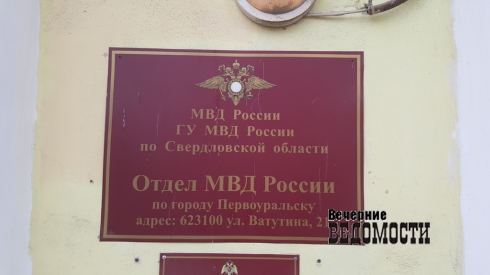 МВД России
ГУ МВД России
по Свердловской области
Отдел МВД России
по городу Первоуральску
адрес: 623100 ул. Ватутина, 2
Вечерние
ВЕДОМОСТИ